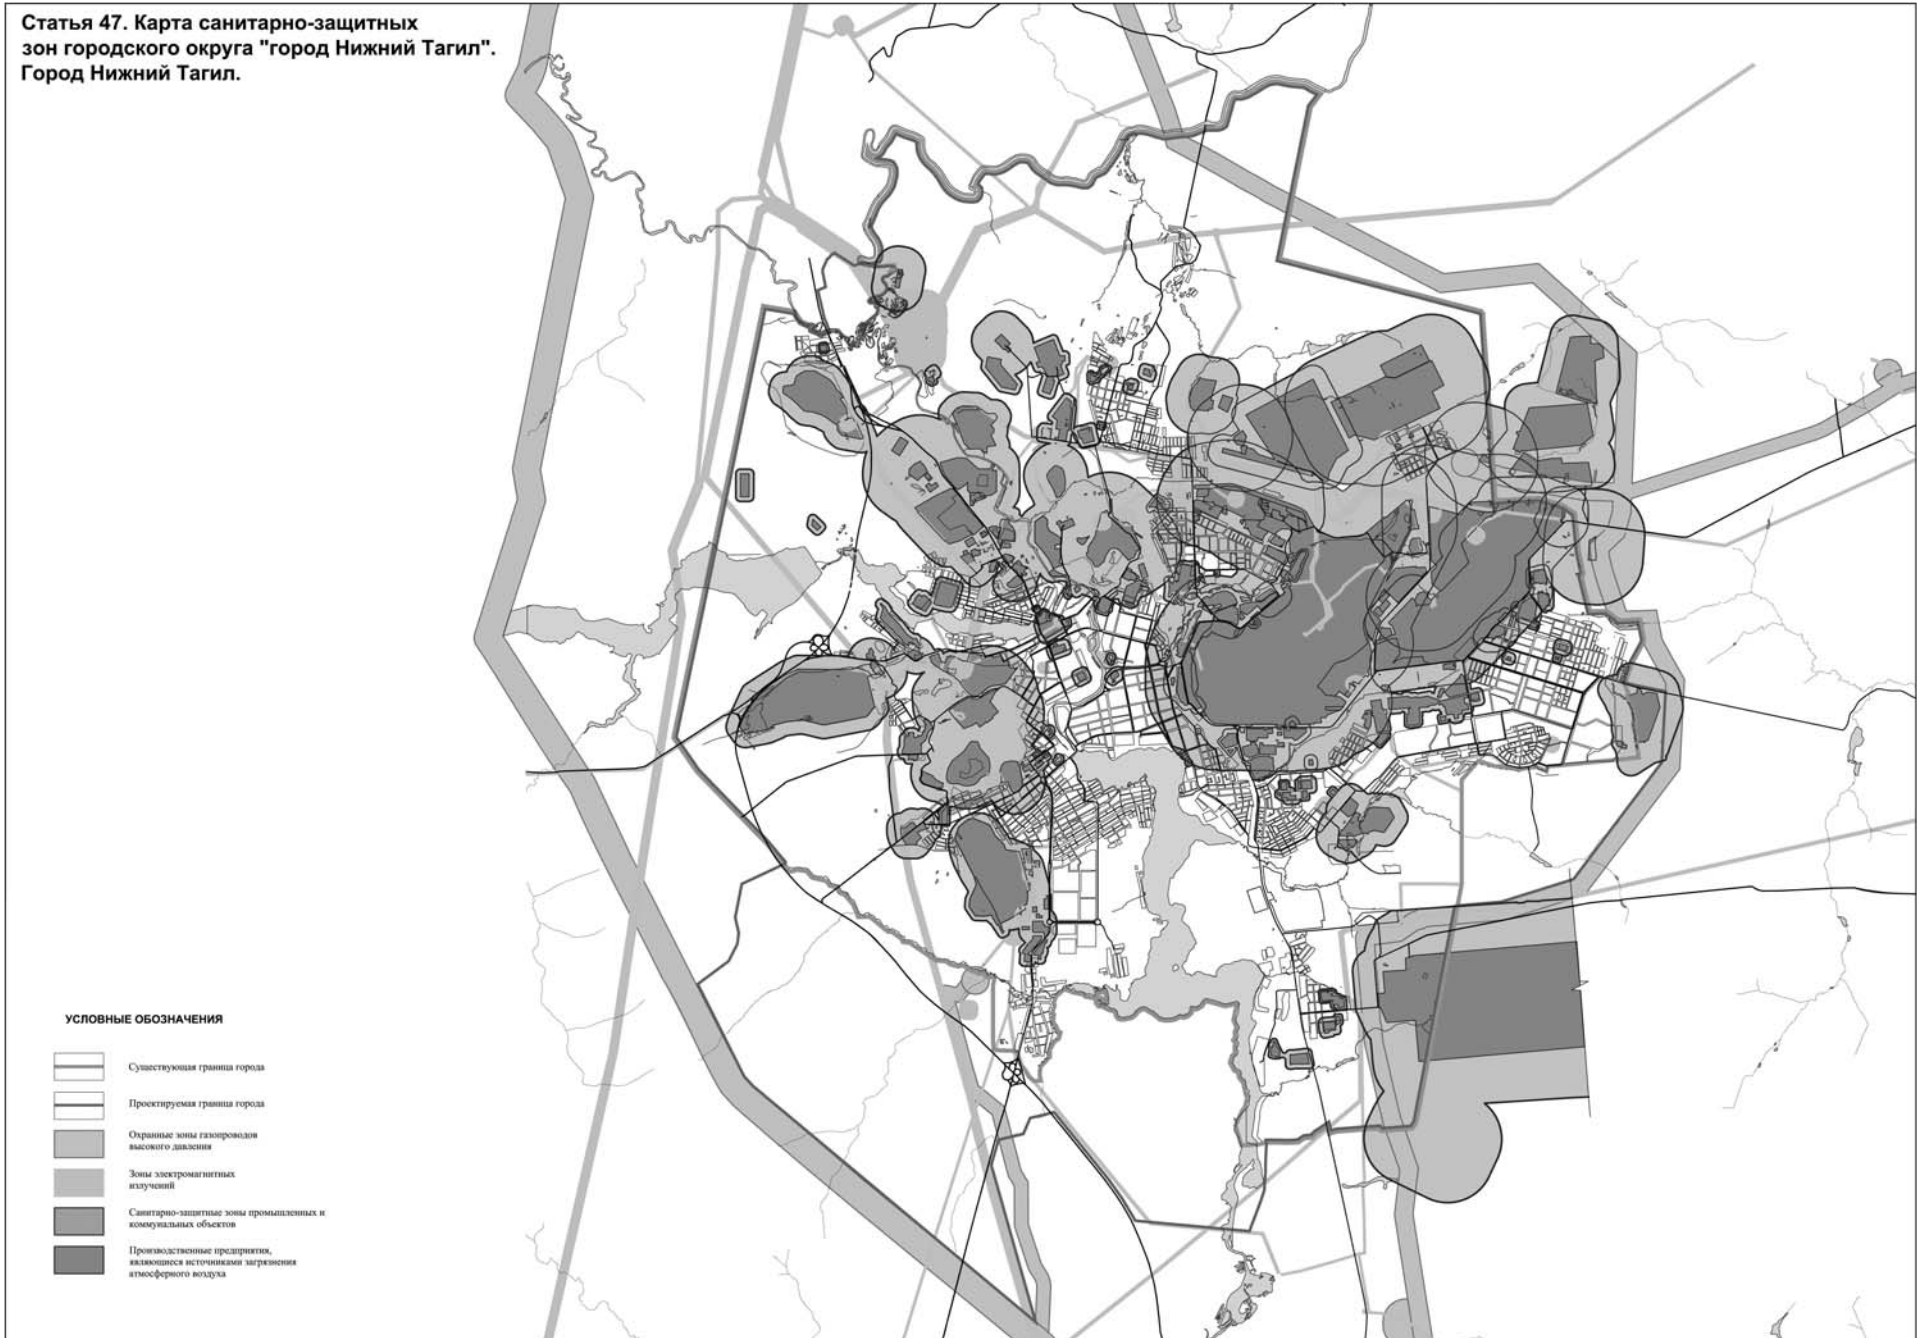 Статья 47. Карта санитарно-защитных
зон городского округа "город Нижний Тагил".
Город Нижний Тагил.
УСЛОВНЫЕ ОБОЗНАЧЕНИЯ
Существующая граница города
Проектируемая граница города
Охранные зоны газопроводов
высокого давления
Зоны электромагнитных
излучений
Санитарно-защитные зоны промышленных и
коммунальных объектов
Производственные предприятия,
являющиеся источниками загрязнения
атмосферного воздуха